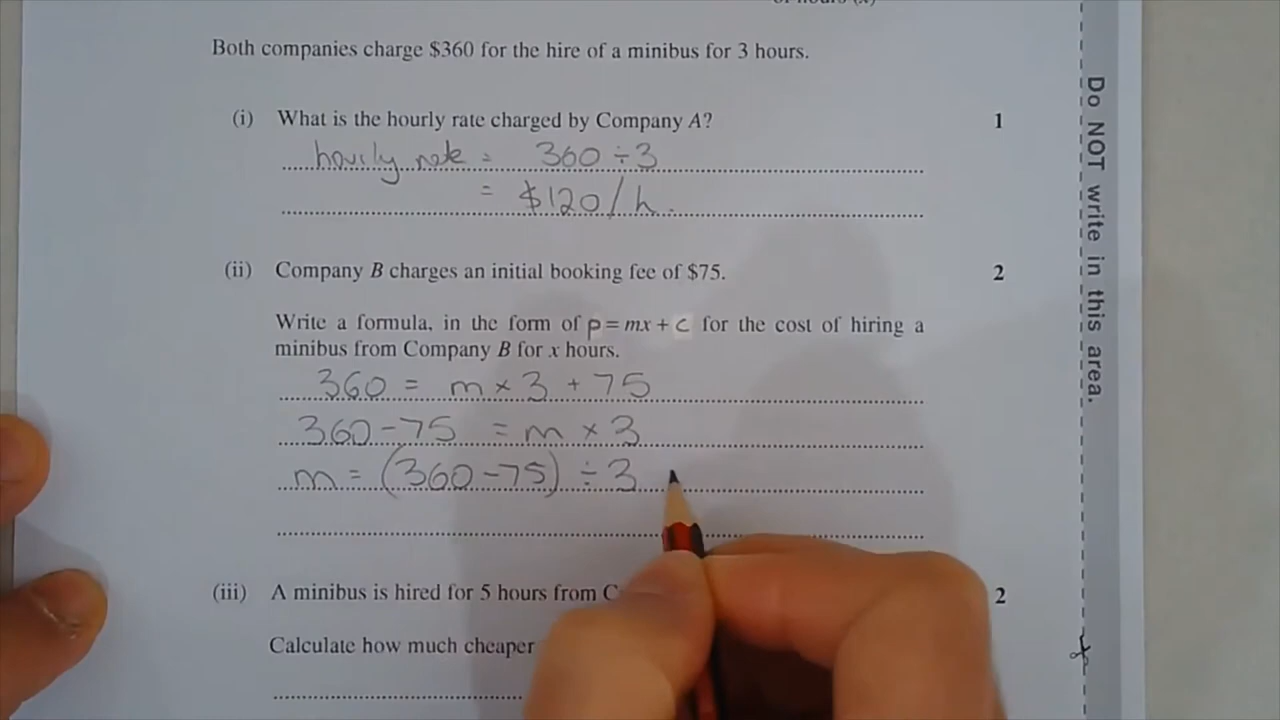 Both companies charge $360 for the hire of a minibus for 3 hours.
(i) What is the hourly rate charged by Company A? 1
hourly rate = 360 ÷ 3
= $120/h.
(ii) Company B charges an initial booking fee of $75. 2
Write a formula, in the form of p = mx + c for the cost of hiring a
minibus from Company B for x hours.
360 = m × 3 + 75
360 - 75 = m × 3
m = (360 - 75) ÷ 3
(iii) A minibus is hired for 5 hours from 2
Calculate how much cheaper
Do NOT write in this area.